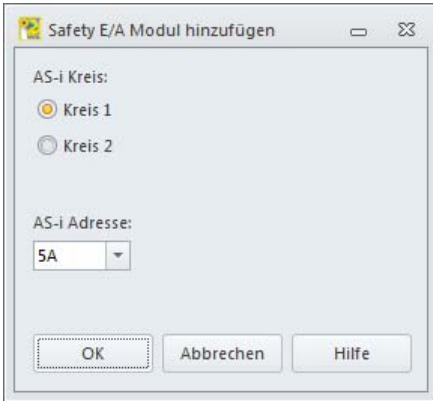 Safety E/A Modul hinzufügen
AS-i Kreis:
Kreis 1
Kreis 2
AS-i Adresse:
5A
OK Abbrechen Hilfe